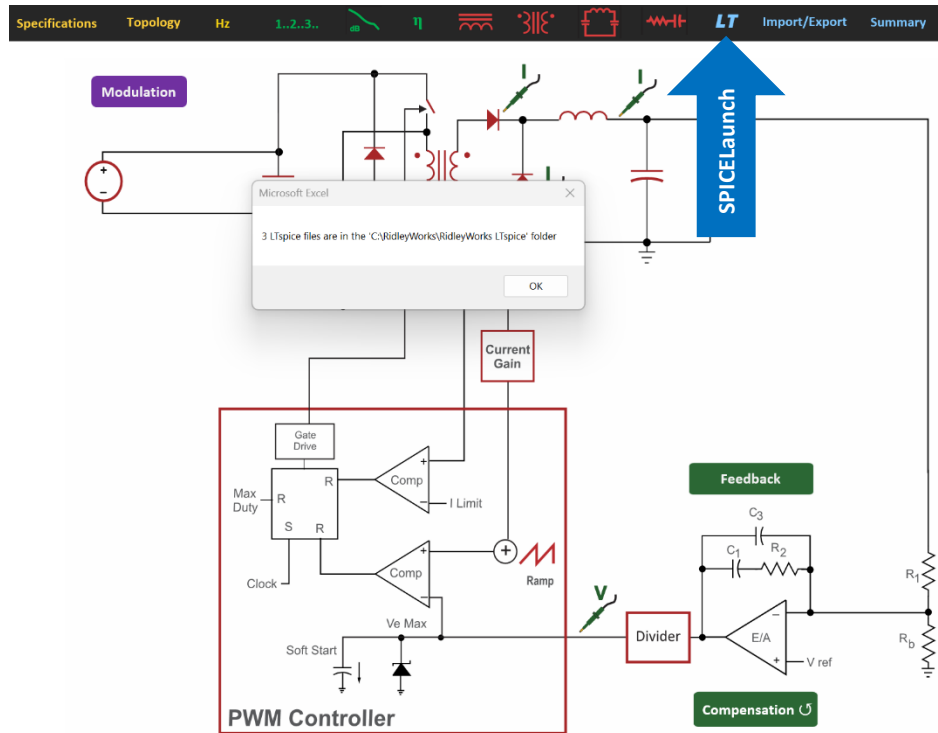 Specifications
Topology
Hz
1..2..3..
dB
η
LT
Import/Export
Summary
Modulation
I
I
SPICELaunch
+
−
Microsoft Excel
3 LTspice files are in the 'C:\RidleyWorks\RidleyWorks LTspice' folder
OK
Current
Gain
Gate
Drive
R
Comp
+
−
I Limit
Max
Duty
R
S
R
Clock
Comp
+
−
+
Ramp
Ve Max
Soft Start
PWM Controller
V
Divider
Feedback
C3
C1
R2
R1
E/A
−
+
V ref
Rb
Compensation ↺